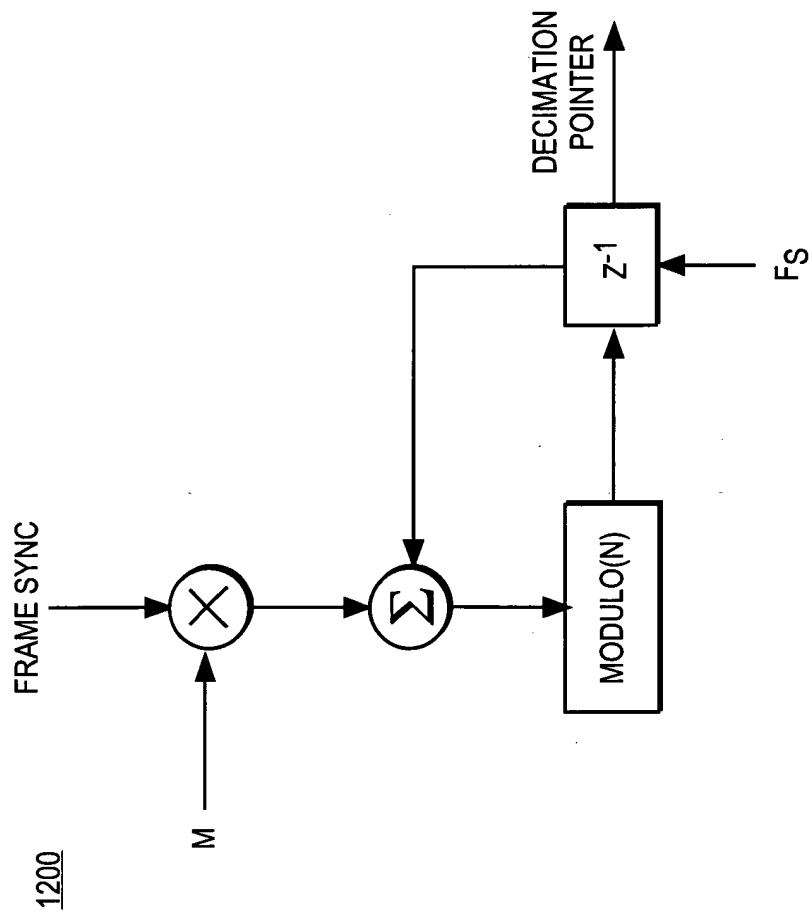 1200
FRAME SYNC
M
Σ
MODULO(N)
Z-1
FS
DECIMATION
POINTER